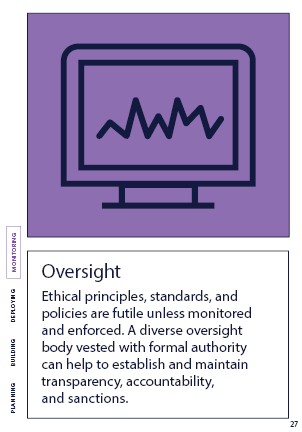 MONITORING
DEPLOYING
BUILDING
PLANNING
Oversight
Ethical principles, standards, and
policies are futile unless monitored
and enforced. A diverse oversight
body vested with formal authority
can help to establish and maintain
transparency, accountability,
and sanctions.
27